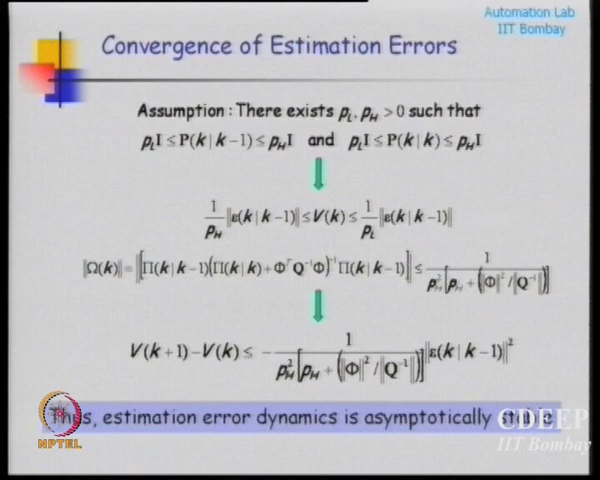 Automation Lab
IIT Bombay
Convergence of Estimation Errors
Assumption : There exists p_L, p_H > 0 such that
p_L I ≤ P(k | k−1) ≤ p_H I and p_L I ≤ P(k | k) ≤ p_H I
1/p_H ‖ε(k | k−1)‖ ≤ V(k) ≤ 1/p_L ‖ε(k | k−1)‖
‖Ω(k)‖ = ‖[Π(k | k−1)(Π(k | k) + Φ^T Q^−1 Φ)^−1 Π(k | k−1)]‖ ≤ 1/(p_H^2 [p_H + (‖Φ‖^2 / ‖Q^−1‖)])
V(k+1) − V(k) ≤ − 1/(p_H^2 [p_H + (‖Φ‖^2 / ‖Q^−1‖)]) ‖ε(k | k−1)‖^2
Thus, estimation error dynamics is asymptotically stable
CDEEP
IIT Bombay
NPTEL